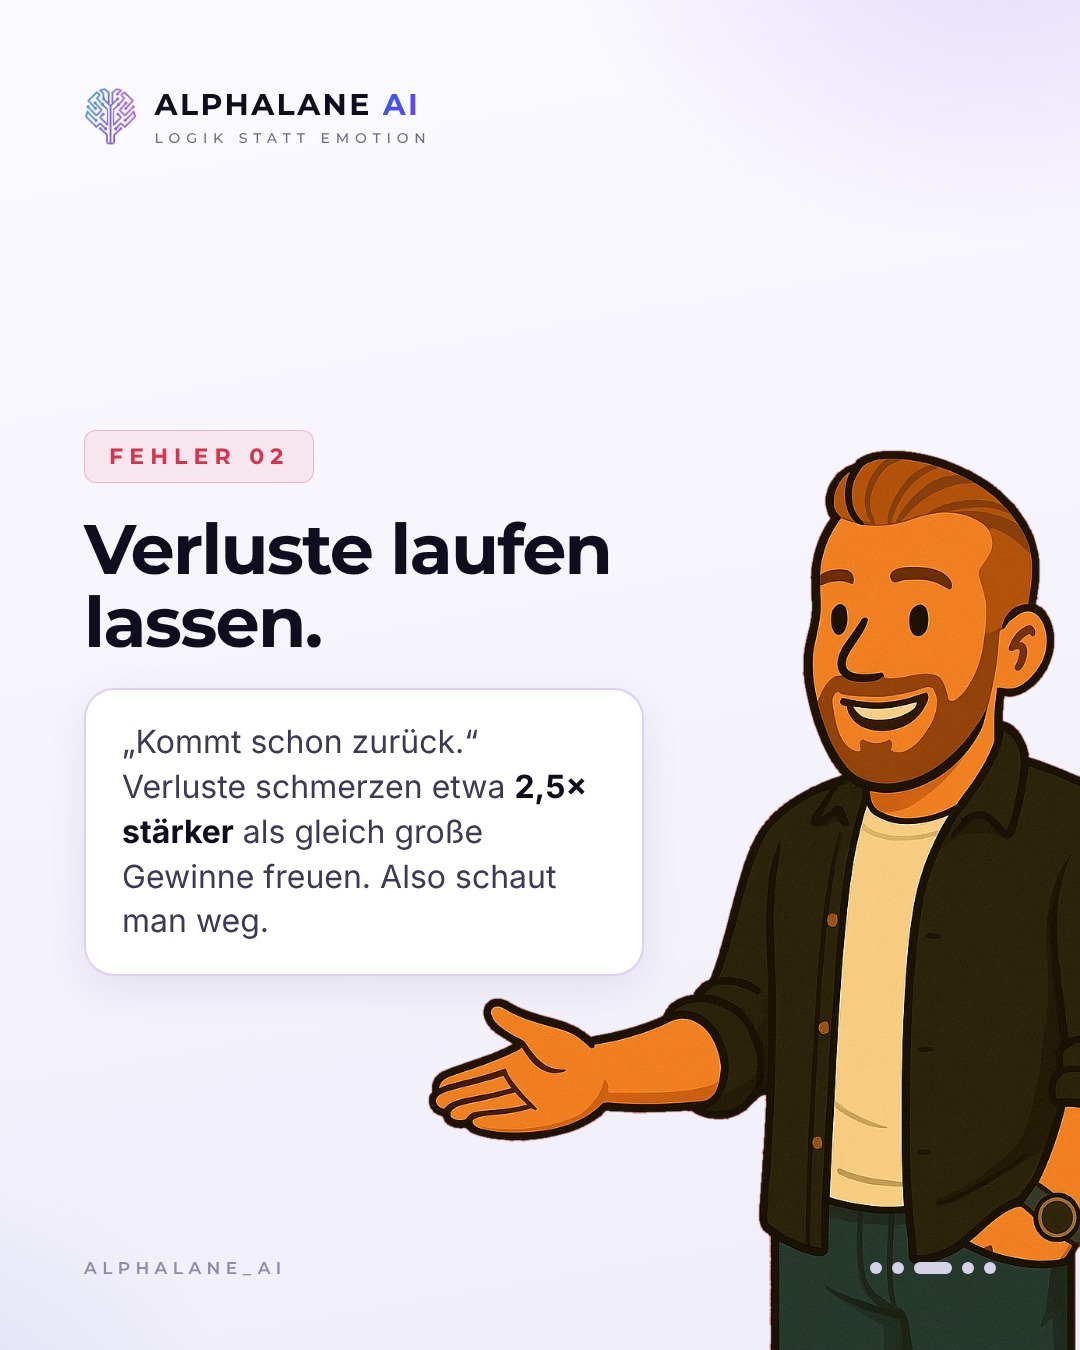 ALPHALANE AI
LOGIK STATT EMOTION
FEHLER 02
Verluste laufen
lassen.
„Kommt schon zurück.“
Verluste schmerzen etwa 2,5×
stärker als gleich große
Gewinne freuen. Also schaut
man weg.
ALPHALANE_AI